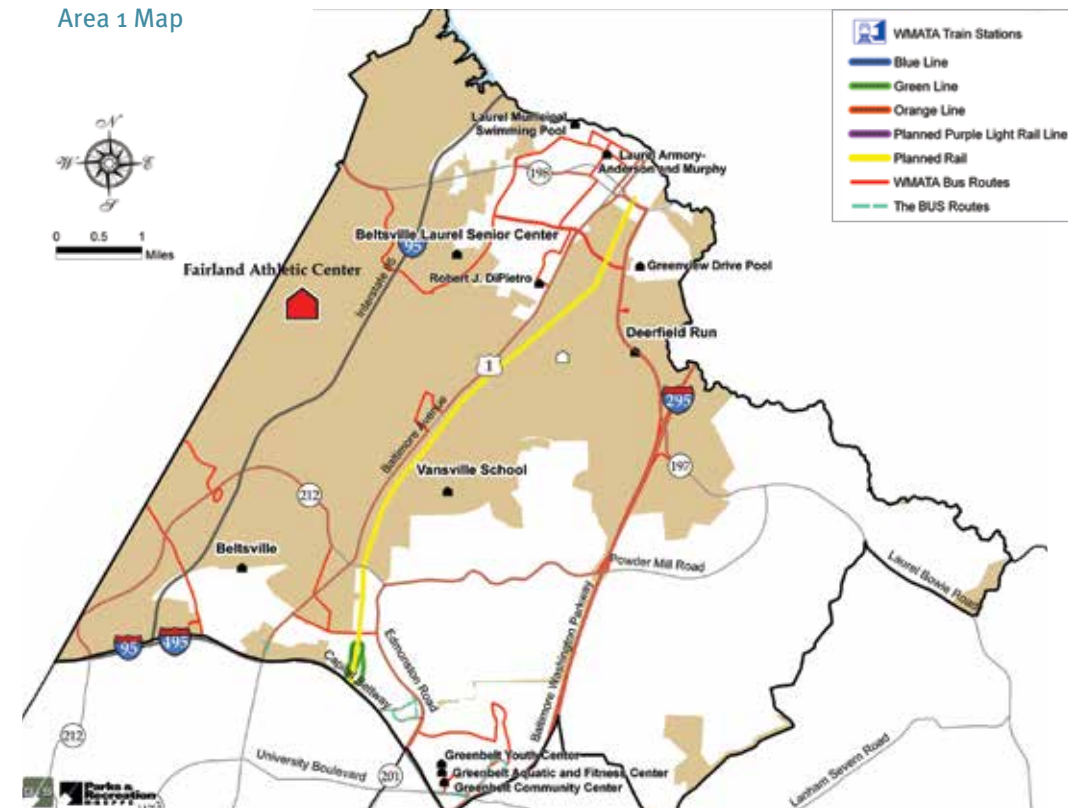 Area 1 Map
WMATA Train Stations
Blue Line
Green Line
Orange Line
Planned Purple Light Rail Line
Planned Rail
WMATA Bus Routes
The BUS Routes
N
W E
S
0 0.5 1
Miles
Laurel Municipal
Swimming Pool
Laurel Armory-
Anderson and Murphy
198
Beltsville Laurel Senior Center
95
Fairland Athletic Center
Robert J. DiPietro
Greenview Drive Pool
Interstate 95
Deerfield Run
1
295
Baltimore Avenue
Vansville School
197
212
Beltsville
Powder Mill Road
Laurel Bowie Road
95
495
Edmonston Road
Capital Beltway
Baltimore Washington Parkway
212
University Boulevard
201
Greenbelt Youth Center
Greenbelt Aquatic and Fitness Center
Greenbelt Community Center
Lanham Severn Road
Parks &
Recreation